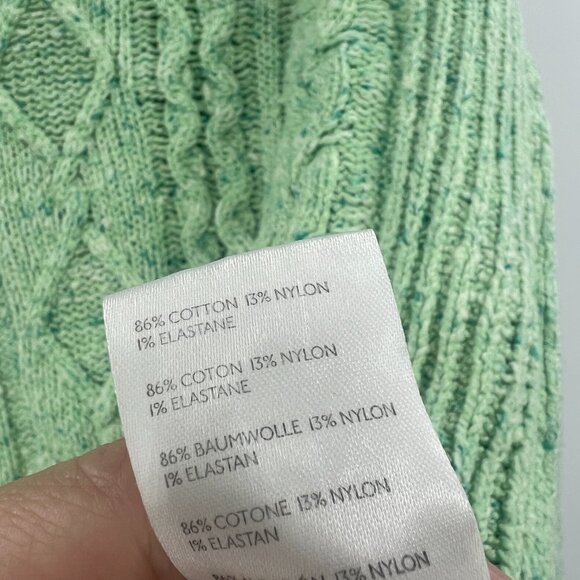 86% COTTON 13% NYLON
1% ELASTANE
86% COTON 13% NYLON
1% ELASTANE
86% BAUMWOLLE 13% NYLON
1% ELASTAN
86% COTONE 13% NYLON
1% ELASTAN
13% NYLON